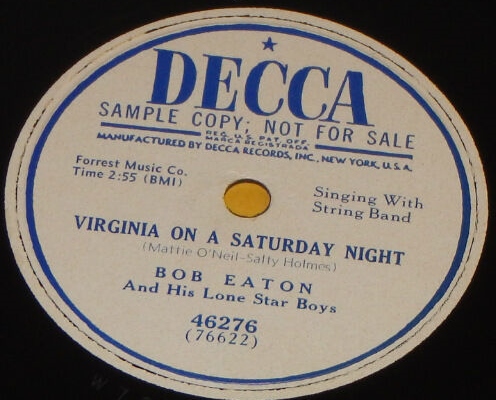 DECCA
SAMPLE COPY; NOT FOR SALE
REG. U.S. PAT. OFF.
MARCA REGISTRADA
MANUFACTURED BY DECCA RECORDS, INC., NEW YORK, U.S.A.
Forrest Music Co.
Time 2:55 (BMI)
Singing With
String Band
VIRGINIA ON A SATURDAY NIGHT
(Mattie O'Neil-Salty Holmes)
BOB EATON
And His Lone Star Boys
46276
(76622)